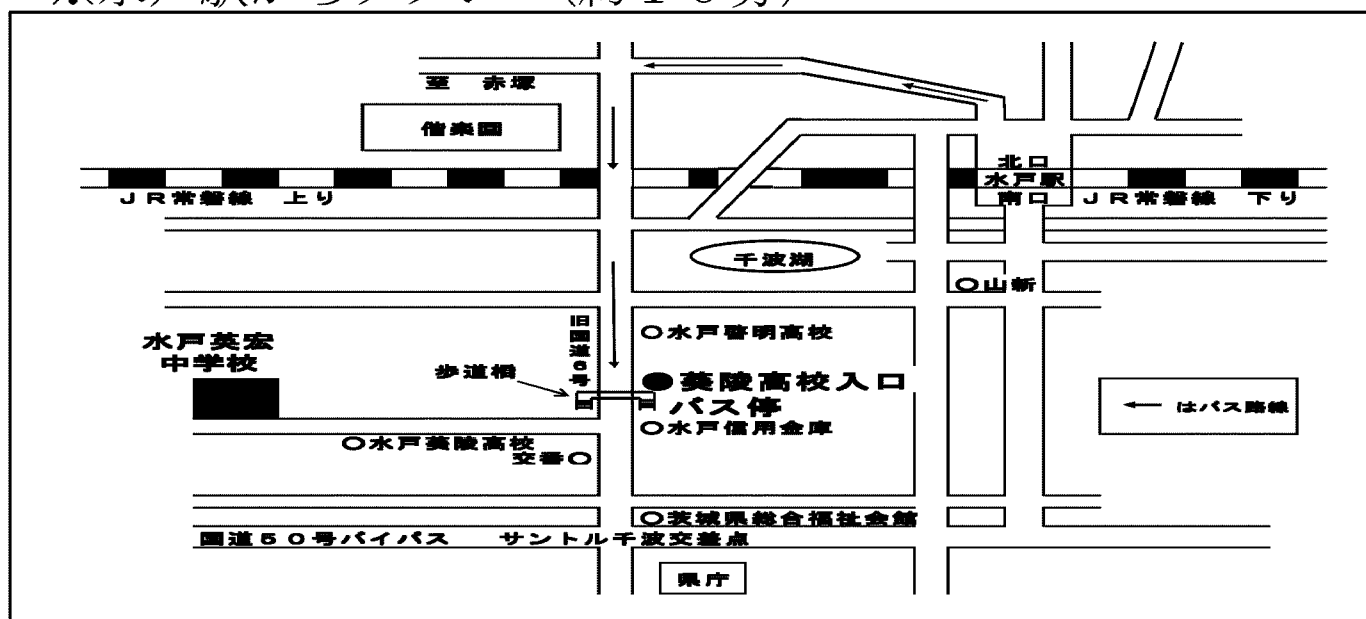 至 赤塚
偕楽園
北口
水戸駅
南口
JR常磐線 上り
JR常磐線 下り
千波湖
○山新
水戸英宏
中学校
旧国道6号
○水戸啓明高校
歩道橋
●葵陵高校入口
バス停
← はバス路線
○水戸信用金庫
○水戸葵陵高校
交番○
○茨城県総合福祉会館
国道50号バイパス サントル千波交差点
県庁